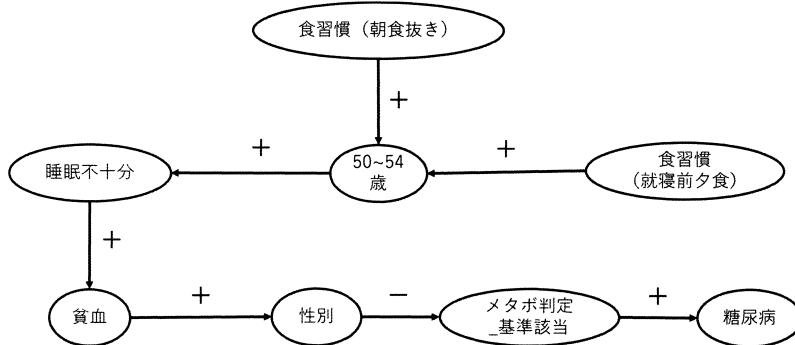 食習慣（朝食抜き）
+
+
+
睡眠不十分
50~54
歳
食習慣
(就寝前夕食)
+
+
−
+
貧血
性別
メタボ判定
_基準該当
糖尿病